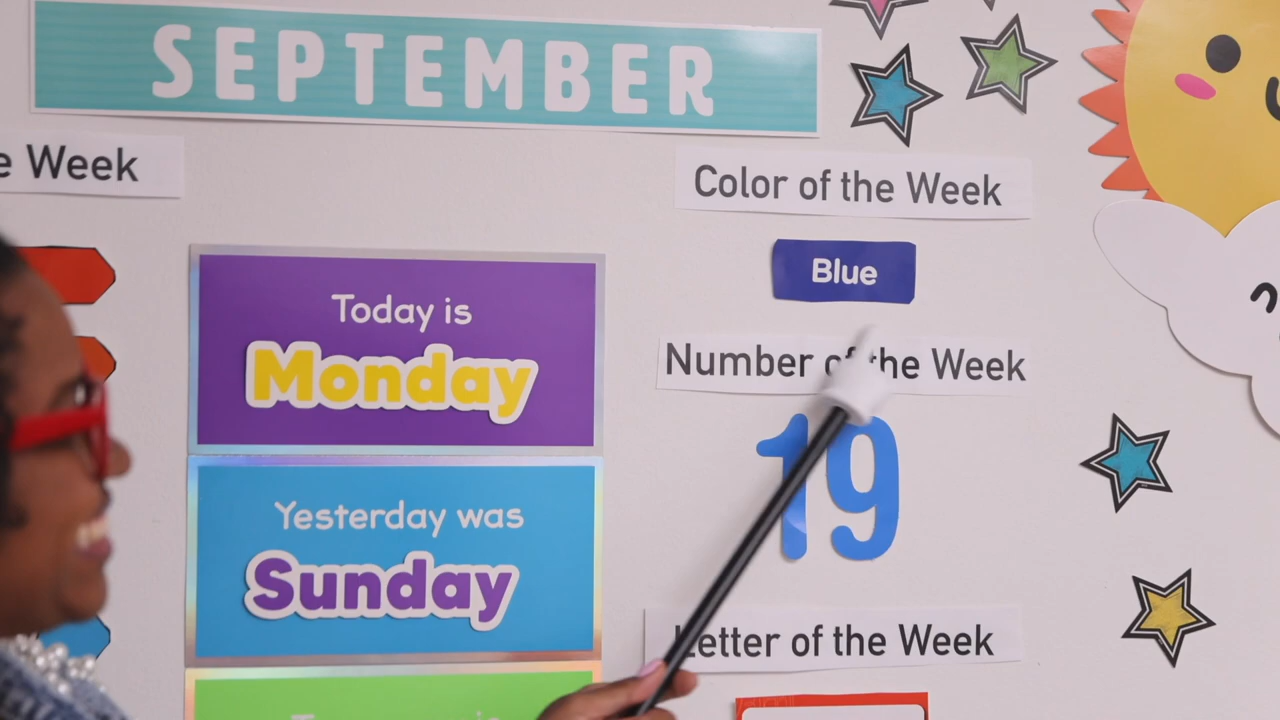 SEPTEMBER
e Week
Color of the Week
Blue
Today is
Monday
Number of the Week
19
Yesterday was
Sunday
Letter of the Week